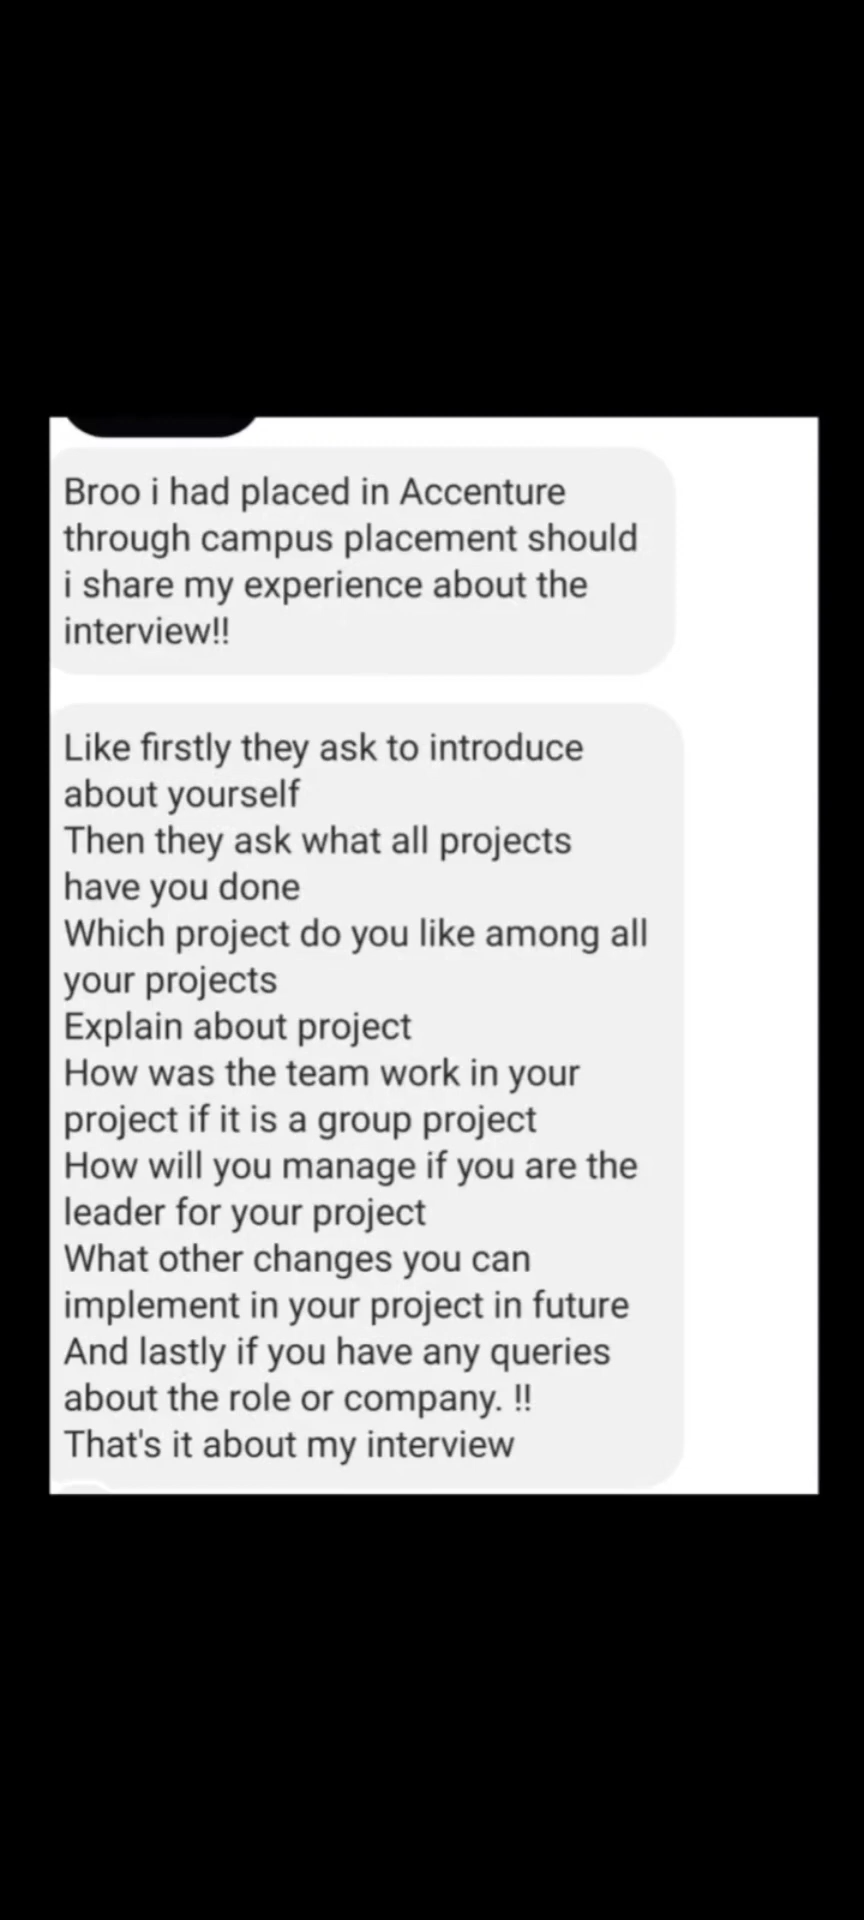 Broo i had placed in Accenture
through campus placement should
i share my experience about the
interview!!
Like firstly they ask to introduce
about yourself
Then they ask what all projects
have you done
Which project do you like among all
your projects
Explain about project
How was the team work in your
project if it is a group project
How will you manage if you are the
leader for your project
What other changes you can
implement in your project in future
And lastly if you have any queries
about the role or company. !!
That's it about my interview